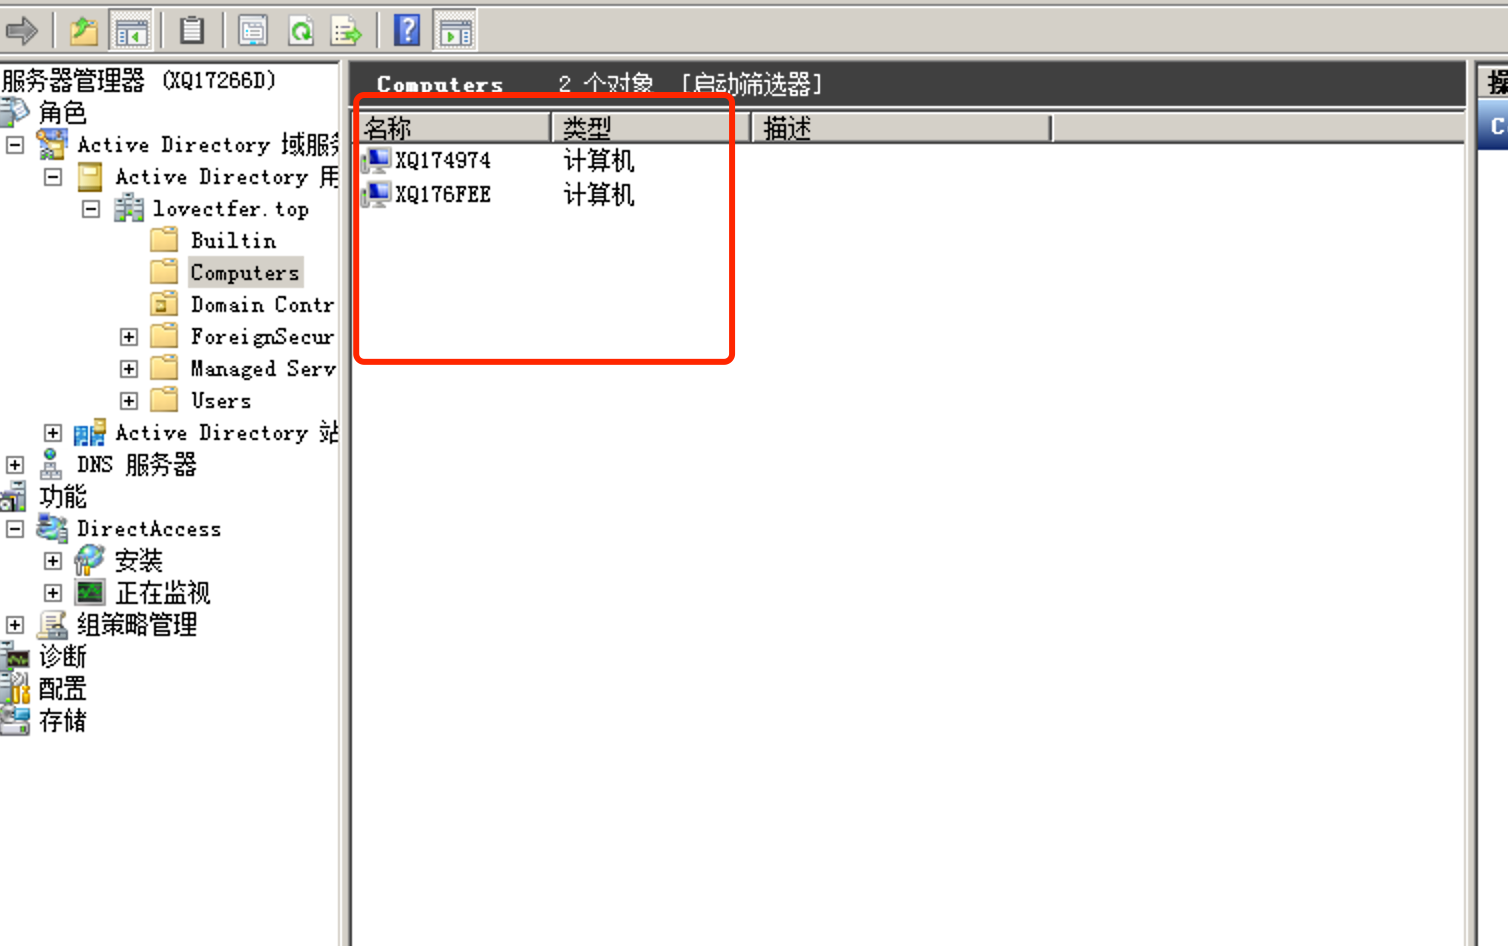 服务器管理器 (XQ17266D)
角色
Active Directory 域服务
Active Directory 用
lovectfer.top
Builtin
Computers
Domain Contr
ForeignSecur
Managed Serv
Users
Active Directory 站
DNS 服务器
功能
DirectAccess
安装
正在监视
组策略管理
诊断
配置
存储
Computers 2 个对象 [启动筛选器]
名称 类型 描述
XQ174974 计算机
XQ176FEE 计算机
操
C